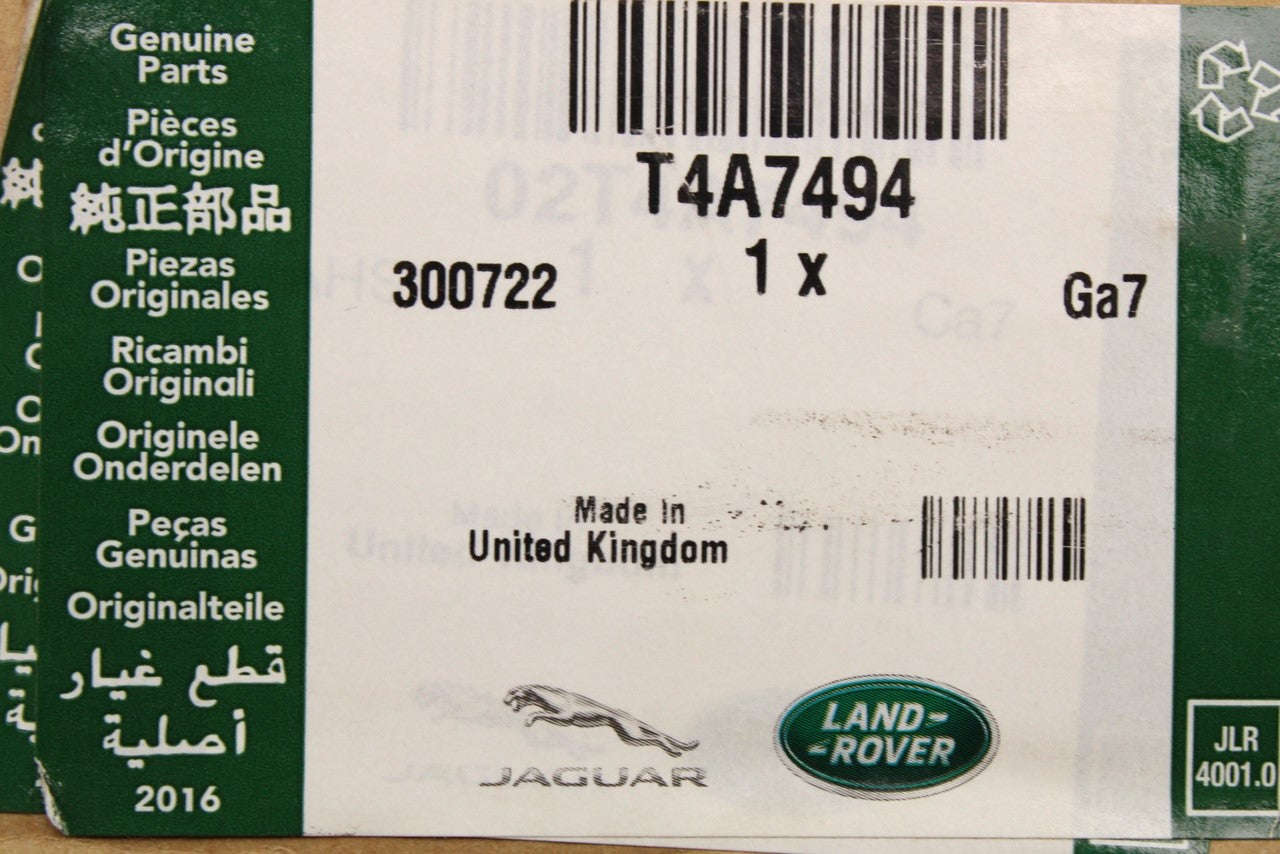 Genuine
Parts
Pièces
d'Origine
純正部品
Piezas
Originales
Ricambi
Originali
Originele
Onderdelen
Peças
Genuinas
Originalteile
قطع غيار
أصلية
2016
T4A7494
1 x
300722
Ga7
Made In
United Kingdom
JAGUAR
LAND-
-ROVER
JLR
4001.0